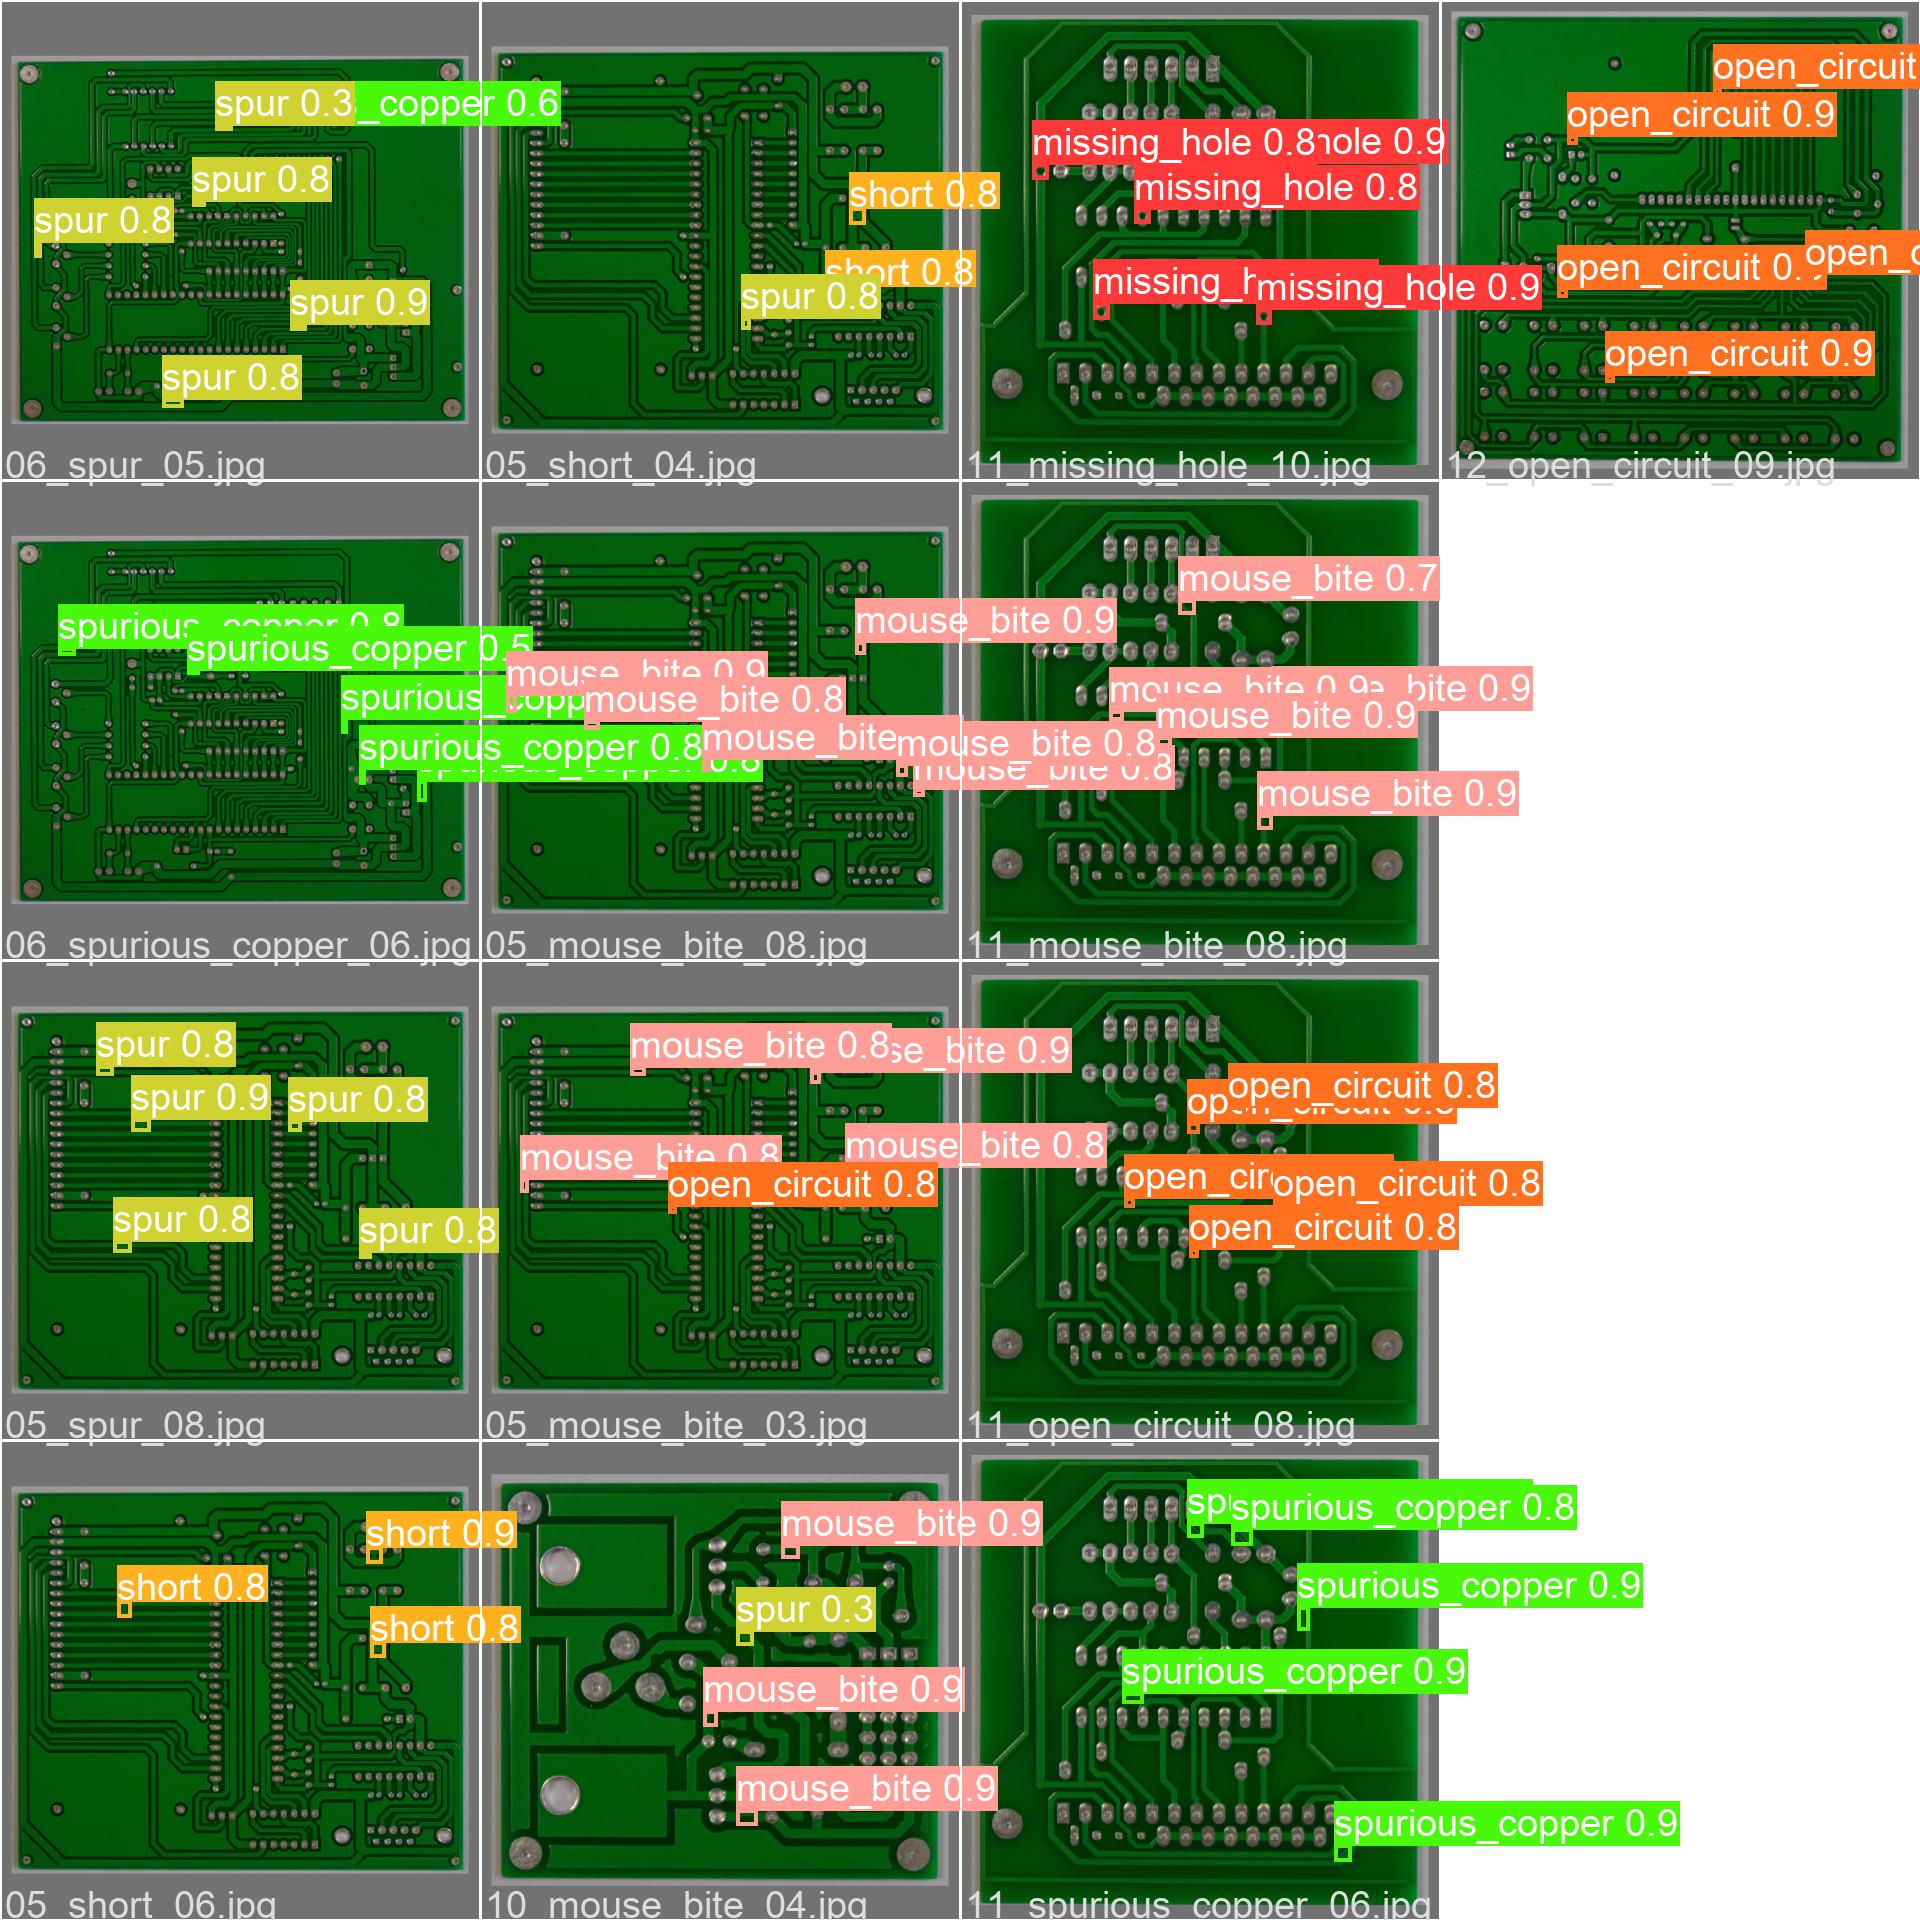 spur 0.3
_copper 0.6
spur 0.8
spur 0.8
spur 0.9
spur 0.8
06_spur_05.jpg
short 0.8
short 0.8
spur 0.8
05_short_04.jpg
missing_hole 0.8
hole 0.9
missing_hole 0.8
missing_h
missing_hole 0.9
11_missing_hole_10.jpg
open_circuit
open_circuit 0.9
open_circuit 0.
open_c
open_circuit 0.9
12_open_circuit_09.jpg
spurious_copper 0.8
spurious_copper 0.5
spurious_copp
spurious_copper 0.8
spurious_copper 0.8
06_spurious_copper_06.jpg
mouse_bite 0.9
mouse_bite 0.9
mouse_bite 0.8
mouse_bite
mouse_bite 0.8
mouse_bite 0.8
05_mouse_bite_08.jpg
mouse_bite 0.7
mouse_bite 0.9
e_bite 0.9
mouse_bite 0.9
mouse_bite 0.9
11_mouse_bite_08.jpg
spur 0.8
spur 0.9
spur 0.8
spur 0.8
spur 0.8
05_spur_08.jpg
mouse_bite 0.8
se_bite 0.9
mouse_bite 0.8
mouse_bite 0.8
open_circuit 0.8
05_mouse_bite_03.jpg
open_circuit 0.8
open_circuit 0.8
open_circ
open_circuit 0.8
open_circuit 0.8
11_open_circuit_08.jpg
short 0.9
short 0.8
short 0.8
05_short_06.jpg
mouse_bite 0.9
spur 0.3
mouse_bite 0.9
mouse_bite 0.9
10_mouse_bite_04.jpg
sp
spurious_copper 0.8
spurious_copper 0.9
spurious_copper 0.9
spurious_copper 0.9
11_spurious_copper_06.jpg